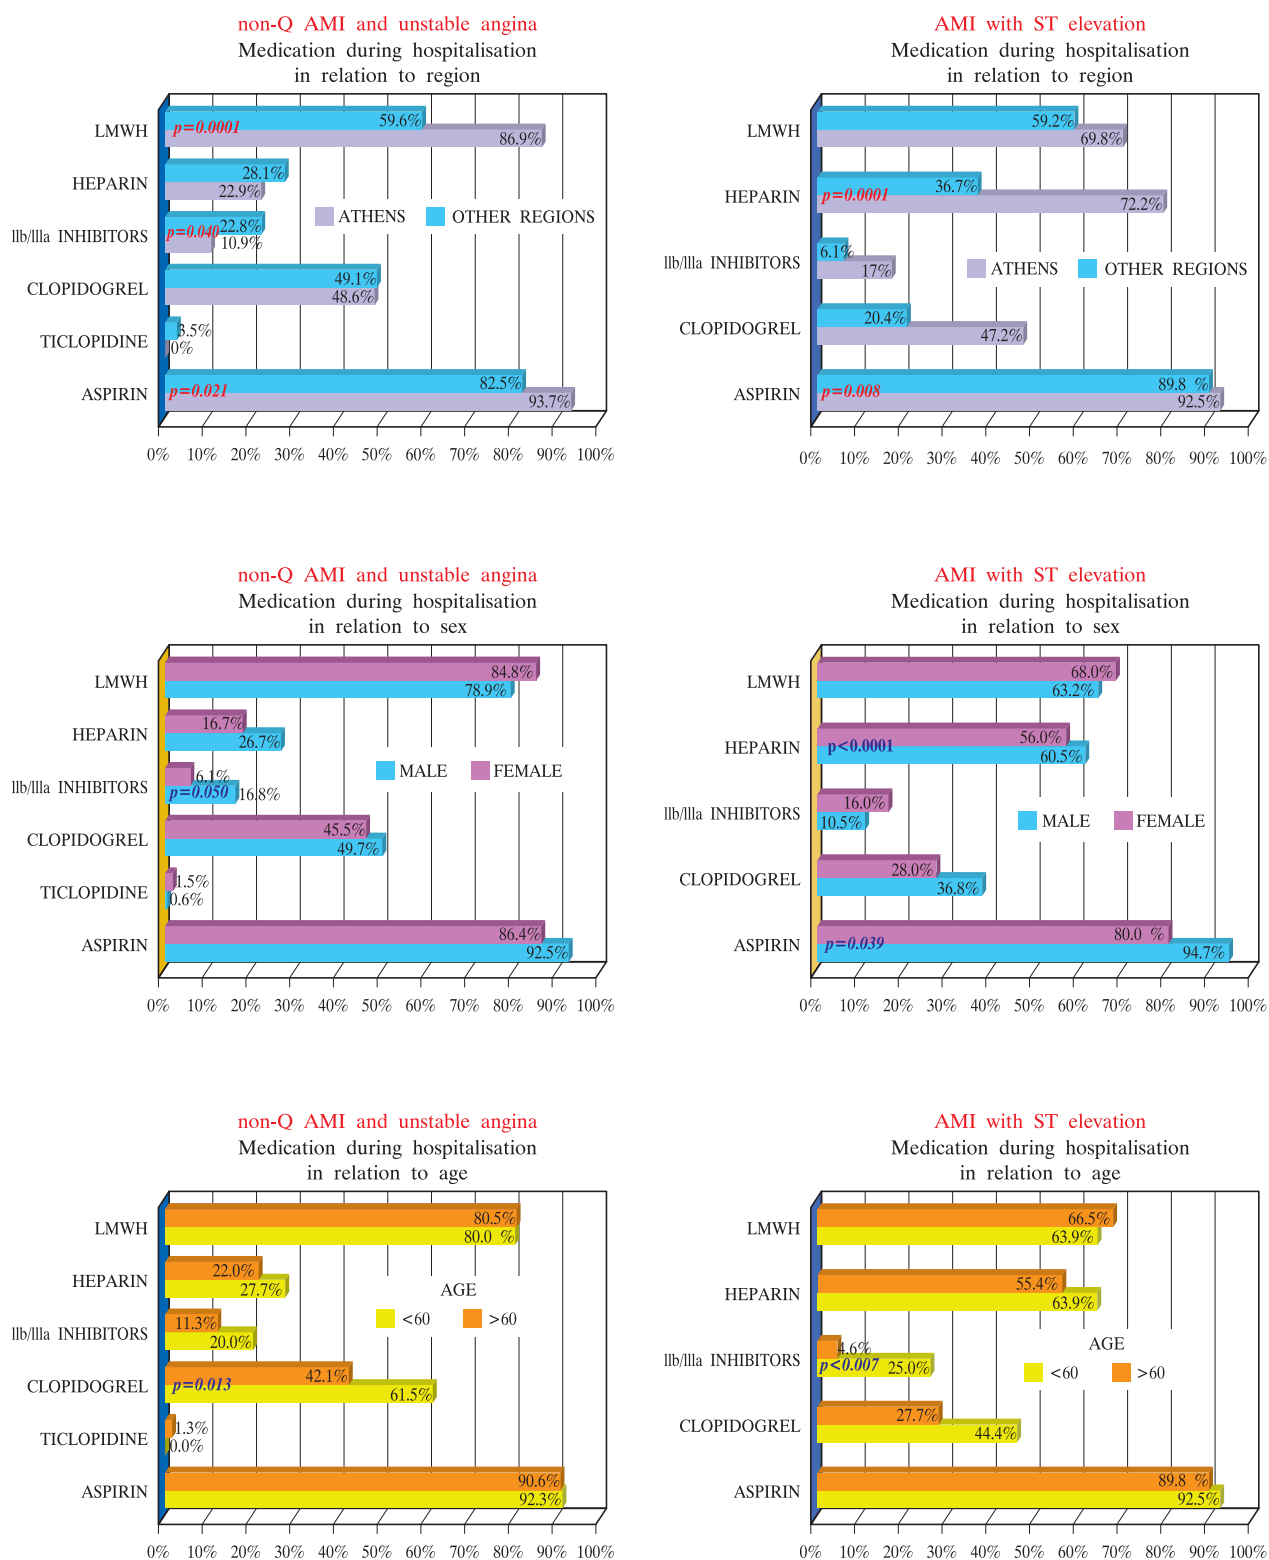 non-Q AMI and unstable angina
Medication during hospitalisation
in relation to region
LMWH
p=0.0001
59.6%
86.9%
HEPARIN
28.1%
22.9%
llb/llla INHIBITORS
p=0.040
22.8%
10.9%
CLOPIDOGREL
49.1%
48.6%
TICLOPIDINE
3.5%
0%
ASPIRIN
p=0.021
82.5%
93.7%
ATHENS OTHER REGIONS
0% 10% 20% 30% 40% 50% 60% 70% 80% 90% 100%
AMI with ST elevation
Medication during hospitalisation
in relation to region
LMWH
59.2%
69.8%
HEPARIN
p=0.0001
36.7%
72.2%
llb/llla INHIBITORS
6.1%
17%
CLOPIDOGREL
20.4%
47.2%
ASPIRIN
p=0.008
89.8 %
92.5%
ATHENS OTHER REGIONS
0% 10% 20% 30% 40% 50% 60% 70% 80% 90% 100%
non-Q AMI and unstable angina
Medication during hospitalisation
in relation to sex
LMWH
84.8%
78.9%
HEPARIN
16.7%
26.7%
llb/llla INHIBITORS
6.1%
p=0.050
16.8%
CLOPIDOGREL
45.5%
49.7%
TICLOPIDINE
1.5%
0.6%
ASPIRIN
86.4%
92.5%
MALE FEMALE
0% 10% 20% 30% 40% 50% 60% 70% 80% 90% 100%
AMI with ST elevation
Medication during hospitalisation
in relation to sex
LMWH
68.0%
63.2%
HEPARIN
p<0.0001
56.0%
60.5%
llb/llla INHIBITORS
16.0%
10.5%
CLOPIDOGREL
28.0%
36.8%
ASPIRIN
p=0.039
80.0 %
94.7%
MALE FEMALE
0% 10% 20% 30% 40% 50% 60% 70% 80% 90% 100%
non-Q AMI and unstable angina
Medication during hospitalisation
in relation to age
LMWH
80.5%
80.0 %
HEPARIN
22.0%
27.7%
llb/llla INHIBITORS
11.3%
20.0%
CLOPIDOGREL
p=0.013
42.1%
61.5%
TICLOPIDINE
1.3%
0.0%
ASPIRIN
90.6%
92.3%
AGE
<60 >60
0% 10% 20% 30% 40% 50% 60% 70% 80% 90% 100%
AMI with ST elevation
Medication during hospitalisation
in relation to age
LMWH
66.5%
63.9%
HEPARIN
55.4%
63.9%
llb/llla INHIBITORS
4.6%
p<0.007
25.0%
CLOPIDOGREL
27.7%
44.4%
ASPIRIN
89.8 %
92.5%
AGE
<60 >60
0% 10% 20% 30% 40% 50% 60% 70% 80% 90% 100%